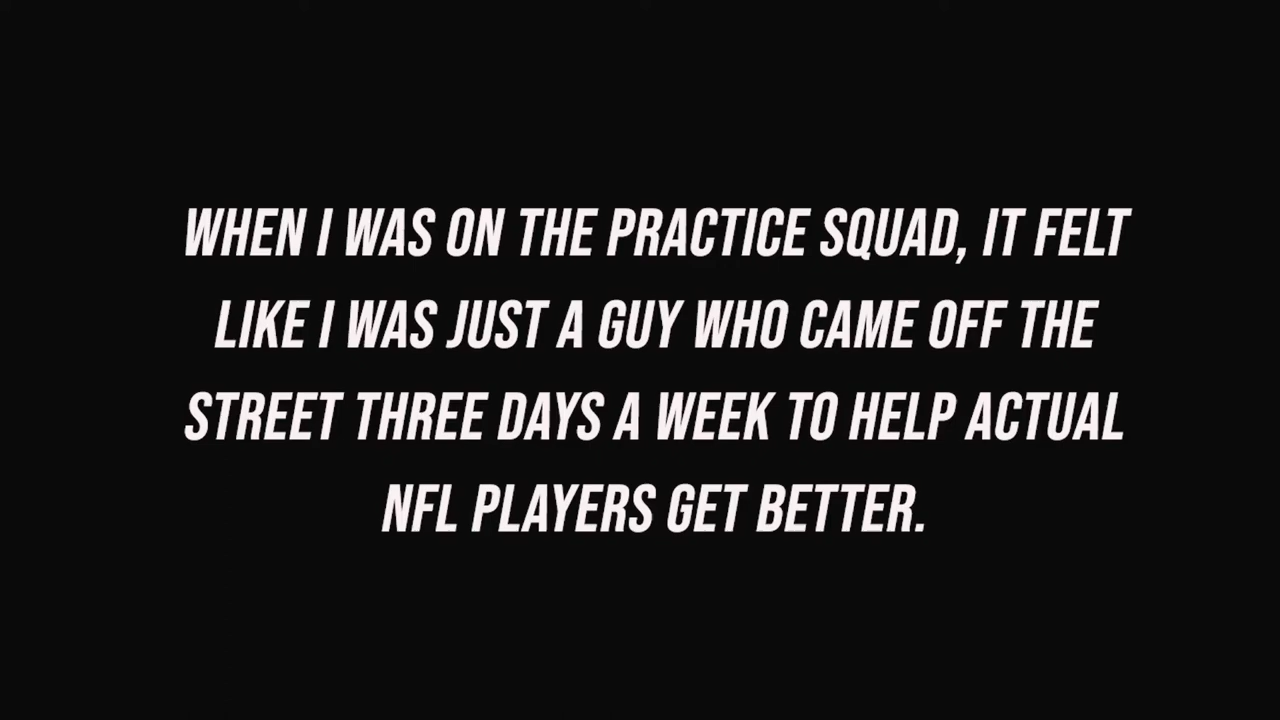 WHEN I WAS ON THE PRACTICE SQUAD, IT FELT
LIKE I WAS JUST A GUY WHO CAME OFF THE
STREET THREE DAYS A WEEK TO HELP ACTUAL
NFL PLAYERS GET BETTER.